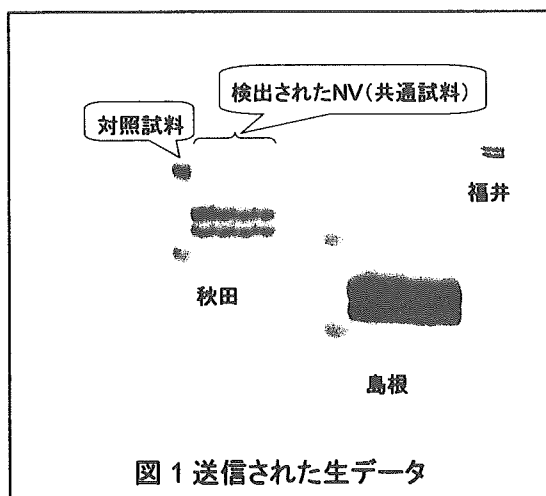 検出されたNV(共通試料)
対照試料
福井
秋田
島根
図1 送信された生データ